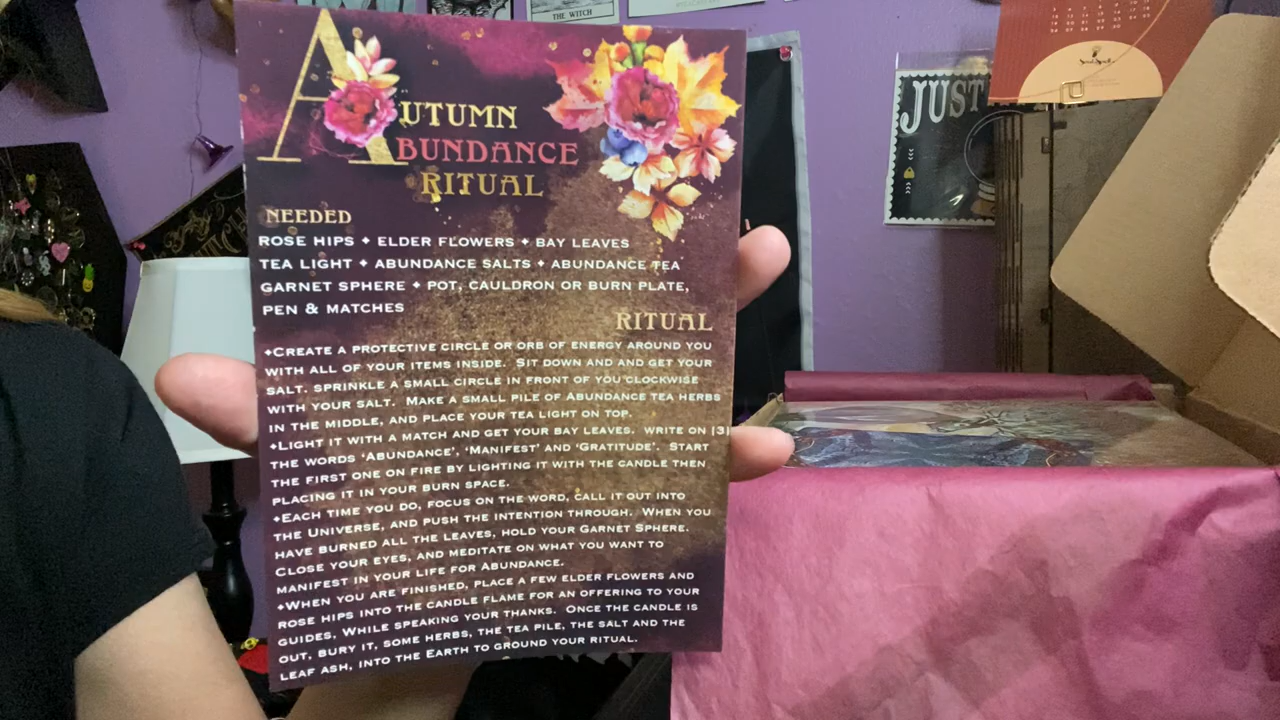 THE WITCH
JUST
AUTUMN
ABUNDANCE
RITUAL
NEEDED
ROSE HIPS + ELDER FLOWERS + BAY LEAVES
TEA LIGHT + ABUNDANCE SALTS + ABUNDANCE TEA
GARNET SPHERE + POT, CAULDRON OR BURN PLATE,
PEN & MATCHES
RITUAL
+CREATE A PROTECTIVE CIRCLE OR ORB OF ENERGY AROUND YOU
WITH ALL OF YOUR ITEMS INSIDE. SIT DOWN AND AND GET YOUR
SALT. SPRINKLE A SMALL CIRCLE IN FRONT OF YOU CLOCKWISE
WITH YOUR SALT. MAKE A SMALL PILE OF ABUNDANCE TEA HERBS
IN THE MIDDLE, AND PLACE YOUR TEA LIGHT ON TOP.
+LIGHT IT WITH A MATCH AND GET YOUR BAY LEAVES. WRITE ON (3)
THE WORDS 'ABUNDANCE', 'MANIFEST' AND 'GRATITUDE'. START
THE FIRST ONE ON FIRE BY LIGHTING IT WITH THE CANDLE THEN
PLACING IT IN YOUR BURN SPACE.
+EACH TIME YOU DO, FOCUS ON THE WORD, CALL IT OUT INTO
THE UNIVERSE, AND PUSH THE INTENTION THROUGH. WHEN YOU
HAVE BURNED ALL THE LEAVES, HOLD YOUR GARNET SPHERE.
CLOSE YOUR EYES, AND MEDITATE ON WHAT YOU WANT TO
MANIFEST IN YOUR LIFE FOR ABUNDANCE.
+WHEN YOU ARE FINISHED, PLACE A FEW ELDER FLOWERS AND
ROSE HIPS INTO THE CANDLE FLAME FOR AN OFFERING TO YOUR
GUIDES, WHILE SPEAKING YOUR THANKS. ONCE THE CANDLE IS
OUT, BURY IT, SOME HERBS, THE TEA PILE, THE SALT AND THE
LEAF ASH, INTO THE EARTH TO GROUND YOUR RITUAL.